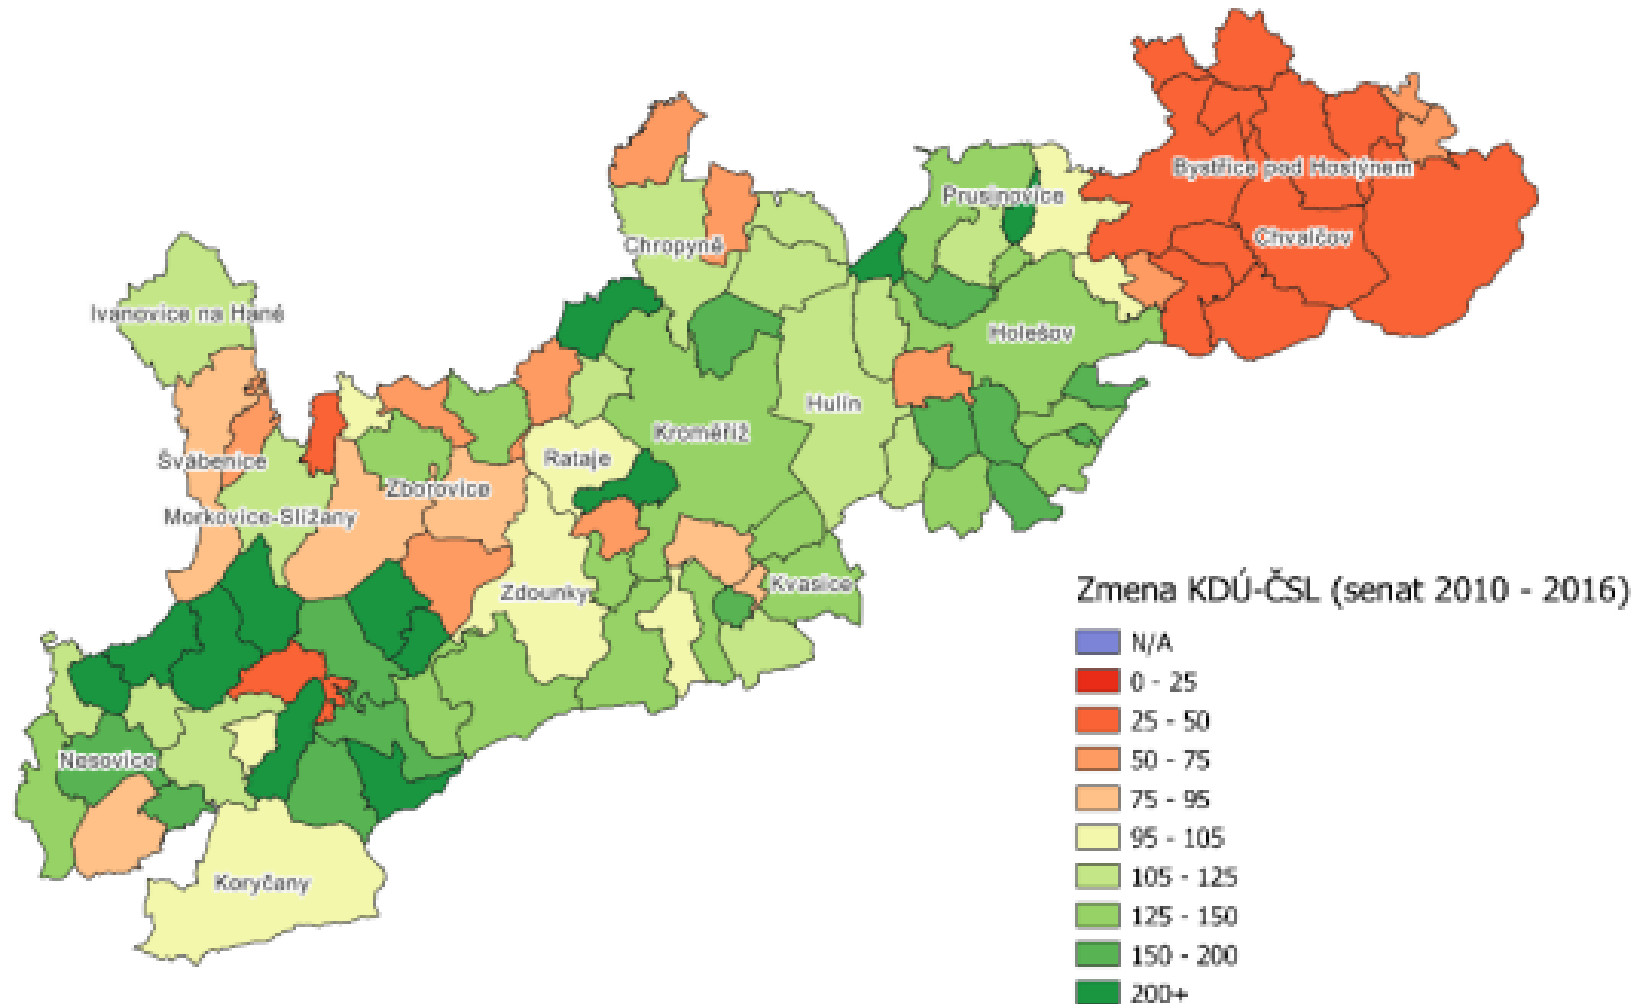 Bystřice pod Hostýnem
Prusinovice
Chvalčov
Chropyně
Ivanovice na Hané
Holešov
Hulín
Kroměříž
Rataje
Švábenice
Zborovice
Morkovice-Slížany
Kvasice
Zdounky
Nesovice
Koryčany
Zmena KDÚ-ČSL (senat 2010 - 2016)
N/A
0 - 25
25 - 50
50 - 75
75 - 95
95 - 105
105 - 125
125 - 150
150 - 200
200+